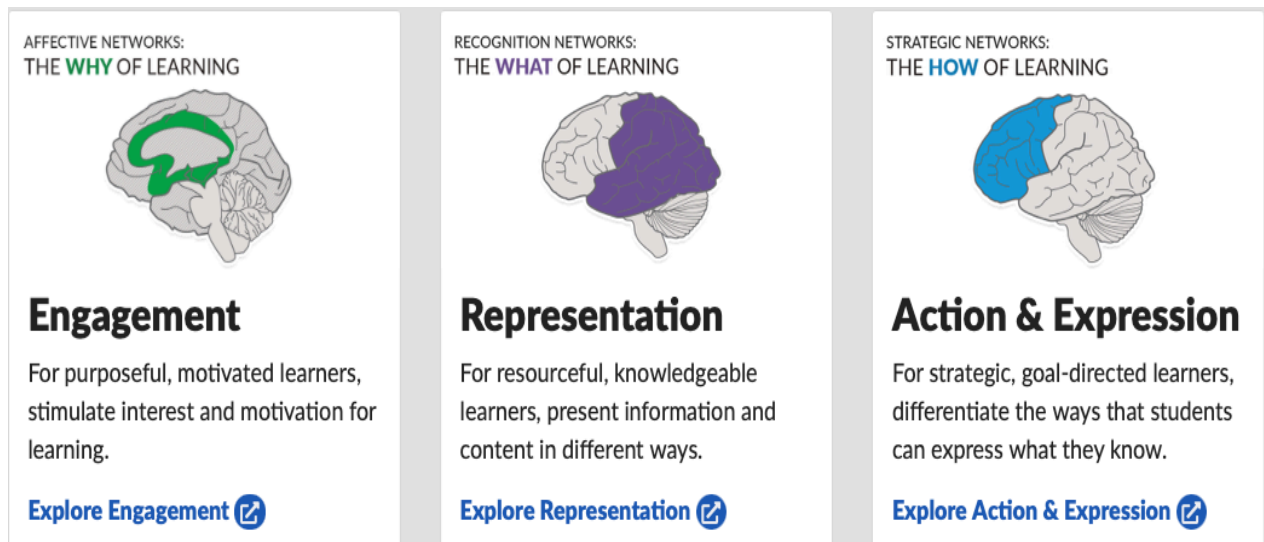 AFFECTIVE NETWORKS:
THE WHY OF LEARNING
Engagement
For purposeful, motivated learners,
stimulate interest and motivation for
learning.
Explore Engagement
RECOGNITION NETWORKS:
THE WHAT OF LEARNING
Representation
For resourceful, knowledgeable
learners, present information and
content in different ways.
Explore Representation
STRATEGIC NETWORKS:
THE HOW OF LEARNING
Action & Expression
For strategic, goal-directed learners,
differentiate the ways that students
can express what they know.
Explore Action & Expression